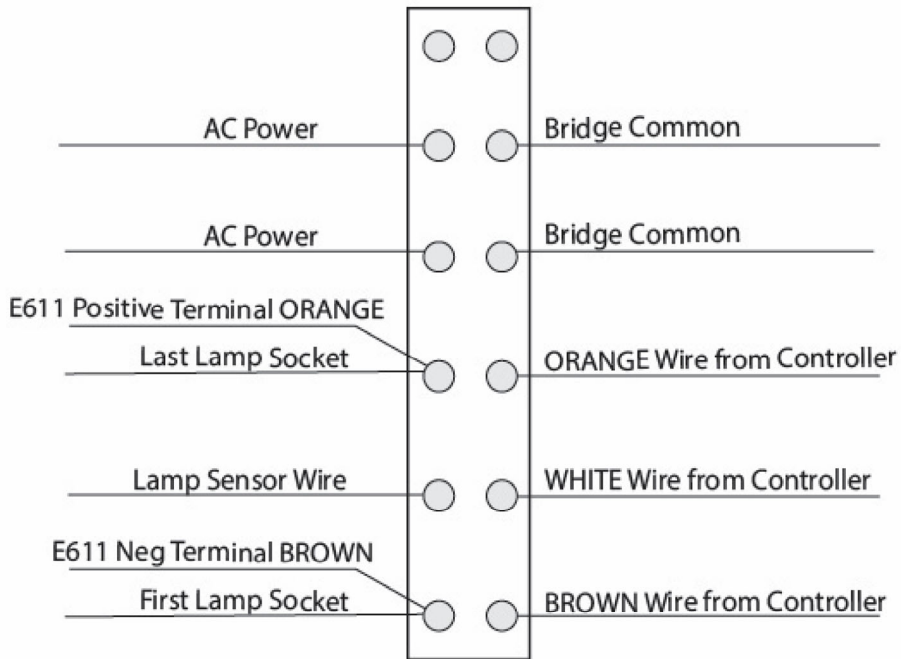 AC Power
Bridge Common
AC Power
Bridge Common
E611 Positive Terminal ORANGE
Last Lamp Socket
ORANGE Wire from Controller
Lamp Sensor Wire
WHITE Wire from Controller
E611 Neg Terminal BROWN
First Lamp Socket
BROWN Wire from Controller